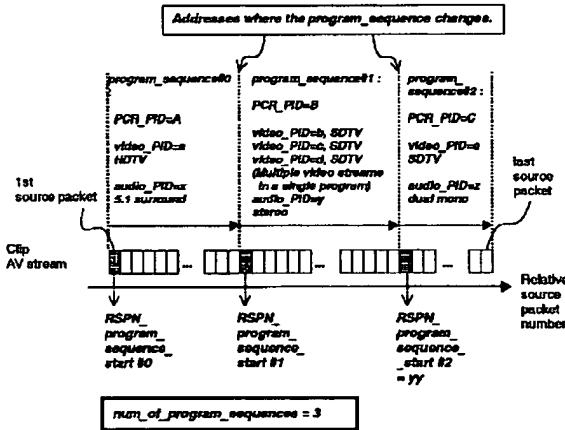 Addresses where the program_sequence changes.
program_sequence#0
PCR_PID=A
video_PID=a
HDTV
audio_PID=x
5.1 surround
program_sequence#1 :
PCR_PID=B
video_PID=b, SDTV
video_PID=c, SDTV
video_PID=d, SDTV
(Multiple video streams
in a single program)
audio_PID=y
stereo
program_
sequence#2 :
PCR_PID=C
video_PID=e
SDTV
audio_PID=z
dual mono
1st
source packet
last
source
packet
Clip
AV stream
...
...
...
Relative
source
packet
number
RSPN_
program_
sequence_
start #0
RSPN_
program_
sequence_
start #1
RSPN_
program_
sequence_
_start #2
= yy
num_of_program_sequences = 3